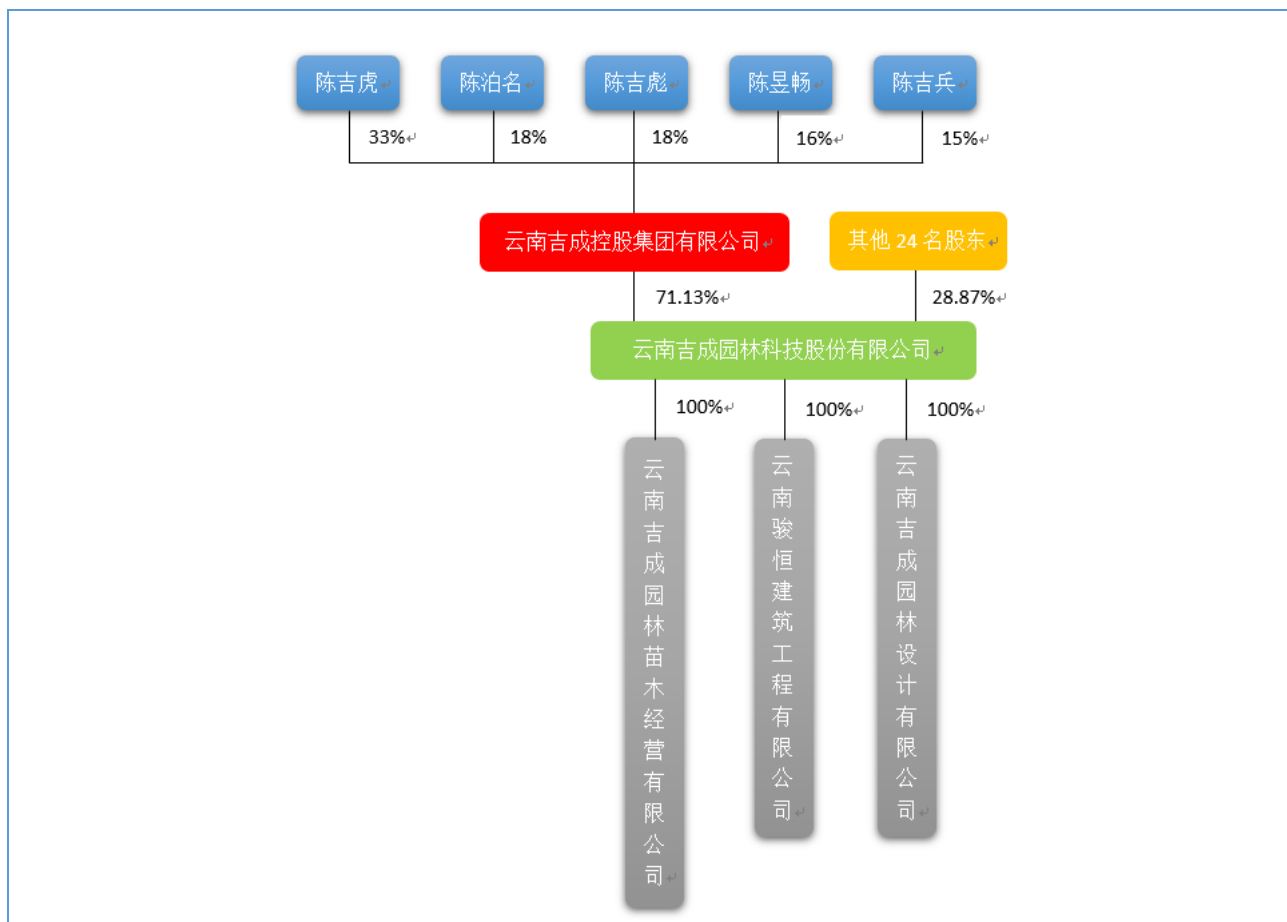 陈吉虎
陈泊名
陈吉彪
陈昱畅
陈吉兵
33%
18%
18%
16%
15%
云南吉成控股集团有限公司
其他 24 名股东
71.13%
28.87%
云南吉成园林科技股份有限公司
100%
100%
100%
云南吉成园林苗木经营有限公司
云南骏恒建筑工程有限公司
云南吉成园林设计有限公司